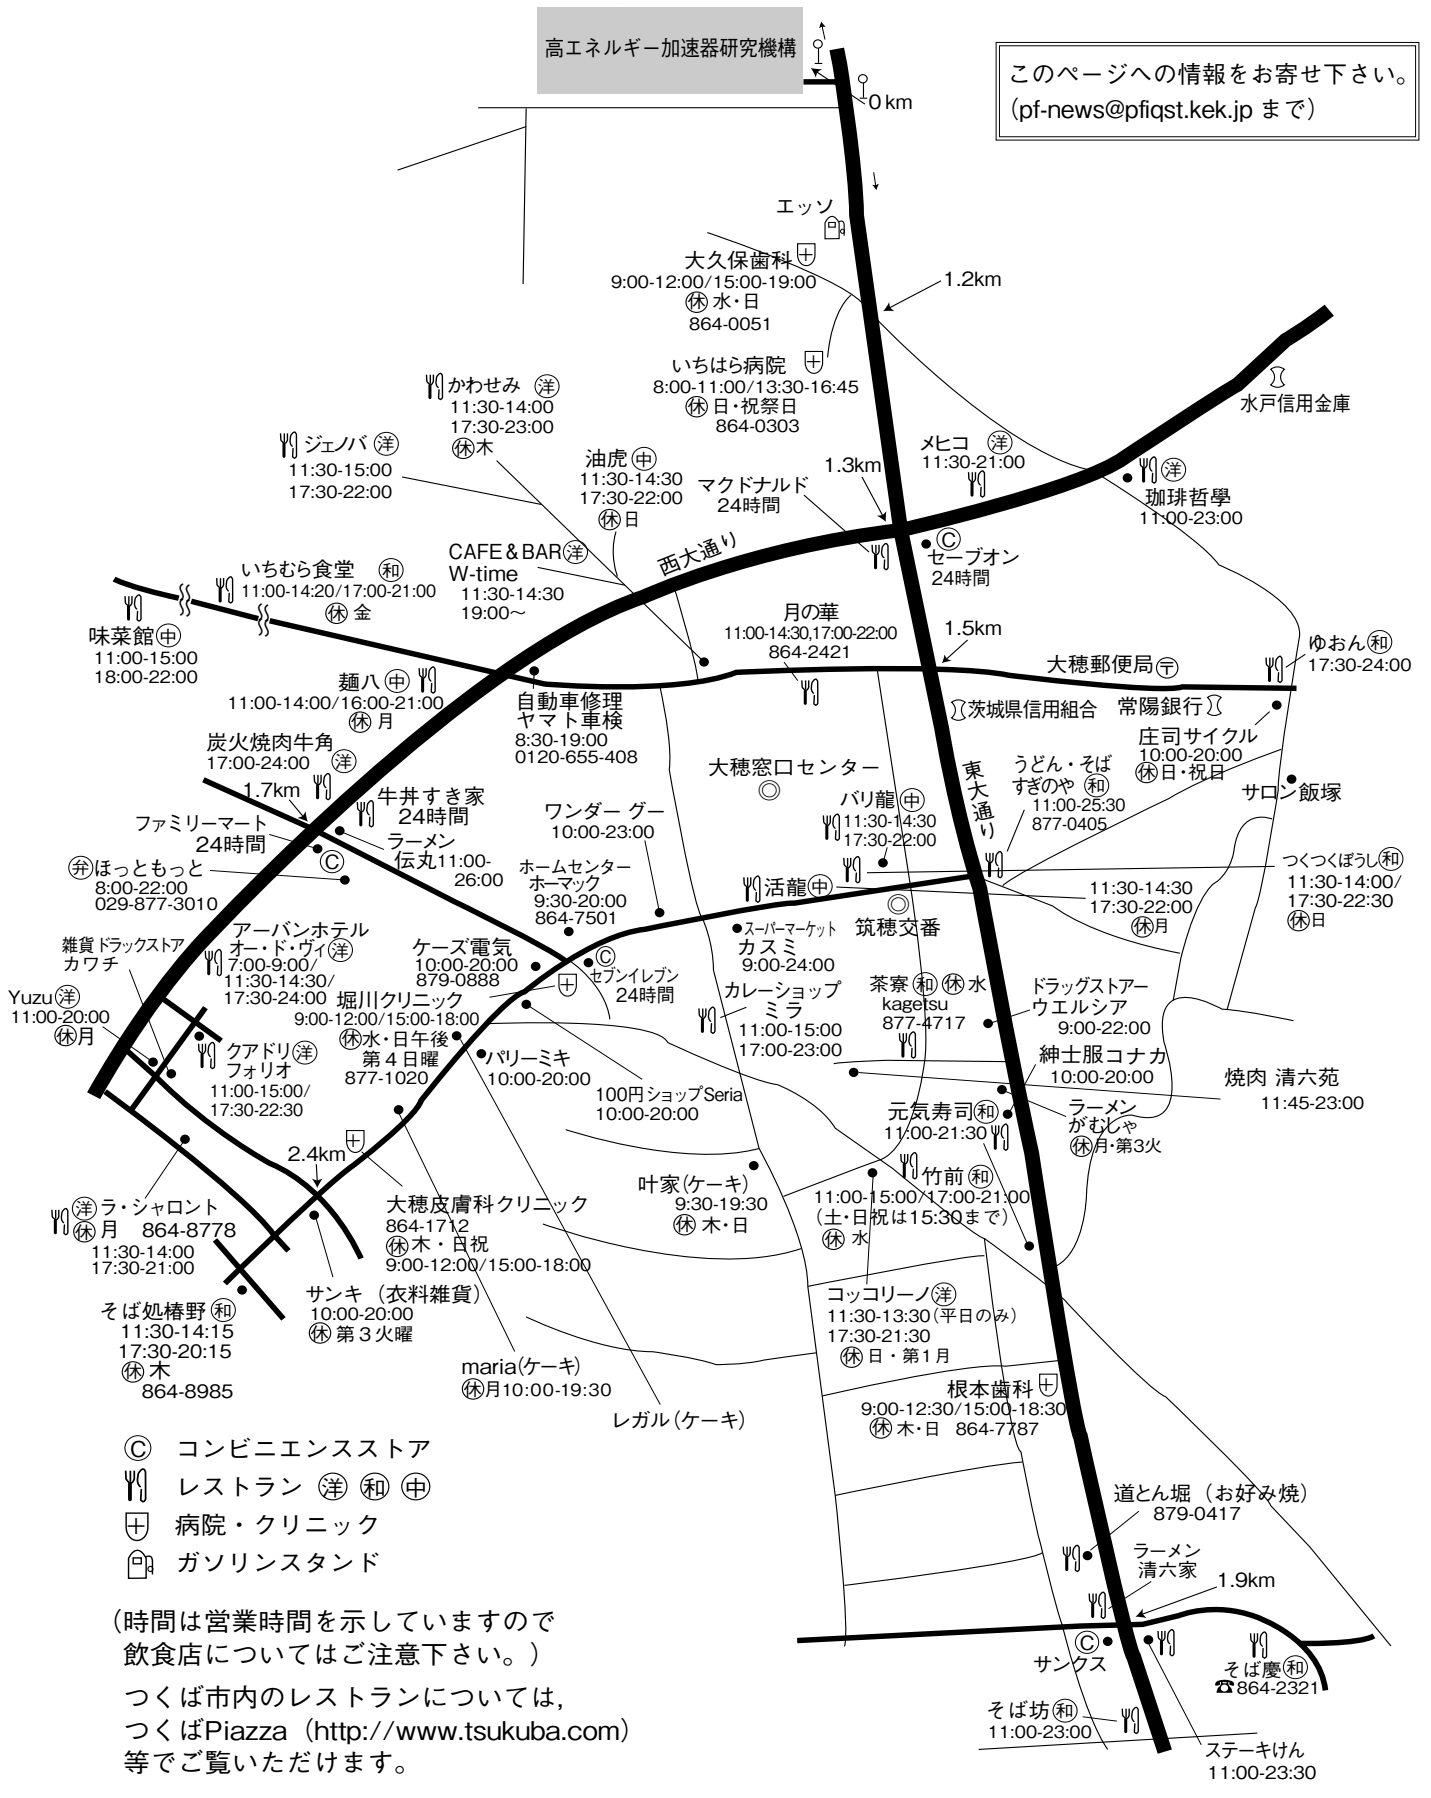 高エネルギー加速器研究機構
このページへの情報をお寄せ下さい。
(pf-news@pfiqst.kek.jp まで)
0 km
エッソ
大久保歯科
9:00-12:00/15:00-19:00
休 水・日
864-0051
1.2km
いちはら病院
8:00-11:00/13:30-16:45
休 日・祝祭日
864-0303
水戸信用金庫
かわせみ 洋
11:30-14:00
17:30-23:00
休 木
ジェノバ 洋
11:30-15:00
17:30-22:00
油虎 中
11:30-14:30
17:30-22:00
休 日
マクドナルド
24時間
1.3km
メヒコ 洋
11:30-21:00
洋
珈琲哲學
11:00-23:00
C
セーブオン
24時間
西大通り
CAFE & BAR 洋
W-time
11:30-14:30
19:00〜
いちむら食堂 和
11:00-14:20/17:00-21:00
休 金
味菜館 中
11:00-15:00
18:00-22:00
月の華
11:00-14:30,17:00-22:00
864-2421
1.5km
大穂郵便局 〒
ゆおん 和
17:30-24:00
麺八 中
11:00-14:00/16:00-21:00
休 月
自動車修理
ヤマト車検
8:30-19:00
0120-655-408
茨城県信用組合
常陽銀行
庄司サイクル
10:00-20:00
休 日・祝日
サロン飯塚
炭火焼肉牛角
17:00-24:00 洋
1.7km
牛丼すき家
24時間
ファミリーマート
24時間
C
ラーメン
伝丸11:00-
26:00
ワンダー グー
10:00-23:00
大穂窓口センター
バリ龍 中
11:30-14:30
17:30-22:00
東大通り
うどん・そば
すぎのや 和
11:00-25:30
877-0405
弁 ほっともっと
8:00-22:00
029-877-3010
ホームセンター
ホーマック
9:30-20:00
864-7501
活龍 中
11:30-14:30
17:30-22:00
休月
つくつくぼうし 和
11:30-14:00/
17:30-22:30
休日
筑穂交番
アーバンホテル
オー・ド・ヴィ 洋
7:00-9:00/
11:30-14:30/
17:30-24:00
雑貨 ドラックストア
カワチ
ケーズ電気
10:00-20:00
879-0888
C
セブンイレブン
24時間
スーパーマーケット
カスミ
9:00-24:00
Yuzu 洋
11:00-20:00
休月
堀川クリニック
9:00-12:00/15:00-18:00
休 水・日午後
第4日曜
877-1020
カレーショップ
ミラ
11:00-15:00
17:00-23:00
茶寮 和 休 水
kagetsu
877-4717
ドラッグストアー
ウエルシア
9:00-22:00
クアドリ 洋
フォリオ
11:00-15:00/
17:30-22:30
パリーミキ
10:00-20:00
100円ショップSeria
10:00-20:00
紳士服コナカ
10:00-20:00
焼肉 清六苑
11:45-23:00
元気寿司 和
11:00-21:30
ラーメン
がむしゃ
休月・第3火
2.4km
大穂皮膚科クリニック
864-1712
休 木・日祝
9:00-12:00/15:00-18:00
叶家(ケーキ)
9:30-19:30
休 木・日
竹前 和
11:00-15:00/17:00-21:00
(土・日祝は15:30まで)
休 水
洋 ラ・シャロント
休 月 864-8778
11:30-14:00
17:30-21:00
サンキ (衣料雑貨)
10:00-20:00
休 第3火曜
そば処椿野 和
11:30-14:15
17:30-20:15
休 木
864-8985
コッコリーノ 洋
11:30-13:30(平日のみ)
17:30-21:30
休 日・第1月
maria(ケーキ)
休月10:00-19:30
レガル(ケーキ)
根本歯科
9:00-12:30/15:00-18:30
休 木・日 864-7787
C コンビニエンスストア
レストラン 洋 和 中
病院・クリニック
ガソリンスタンド
道とん堀 (お好み焼)
879-0417
ラーメン
清六家
1.9km
C
サンクス
そば慶 和
☎864-2321
そば坊 和
11:00-23:00
ステーキけん
11:00-23:30
(時間は営業時間を示していますので
飲食店についてはご注意下さい。)
つくば市内のレストランについては,
つくばPiazza (http://www.tsukuba.com)
等でご覧いただけます。